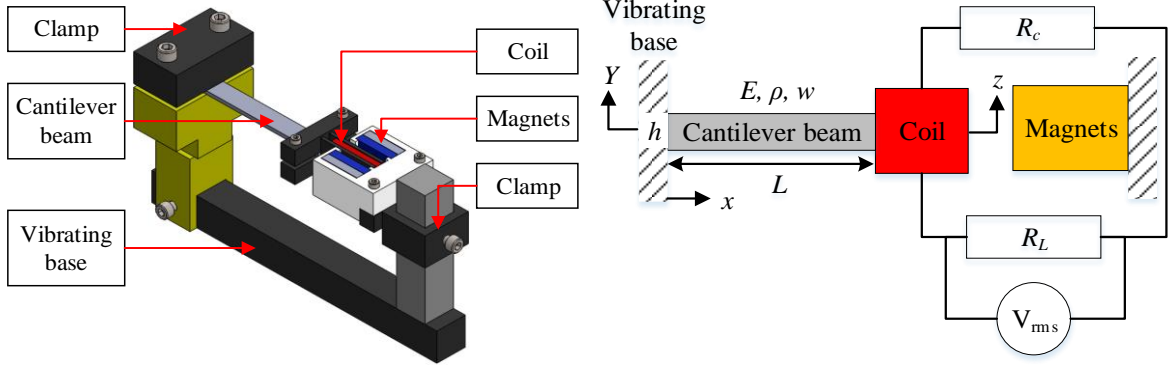 Clamp
Cantilever
beam
Vibrating
base
Coil
Magnets
Clamp
Vibrating
base
Y
h
E, ρ, w
Cantilever beam
L
x
Coil
z
Magnets
R_c
R_L
V_rms